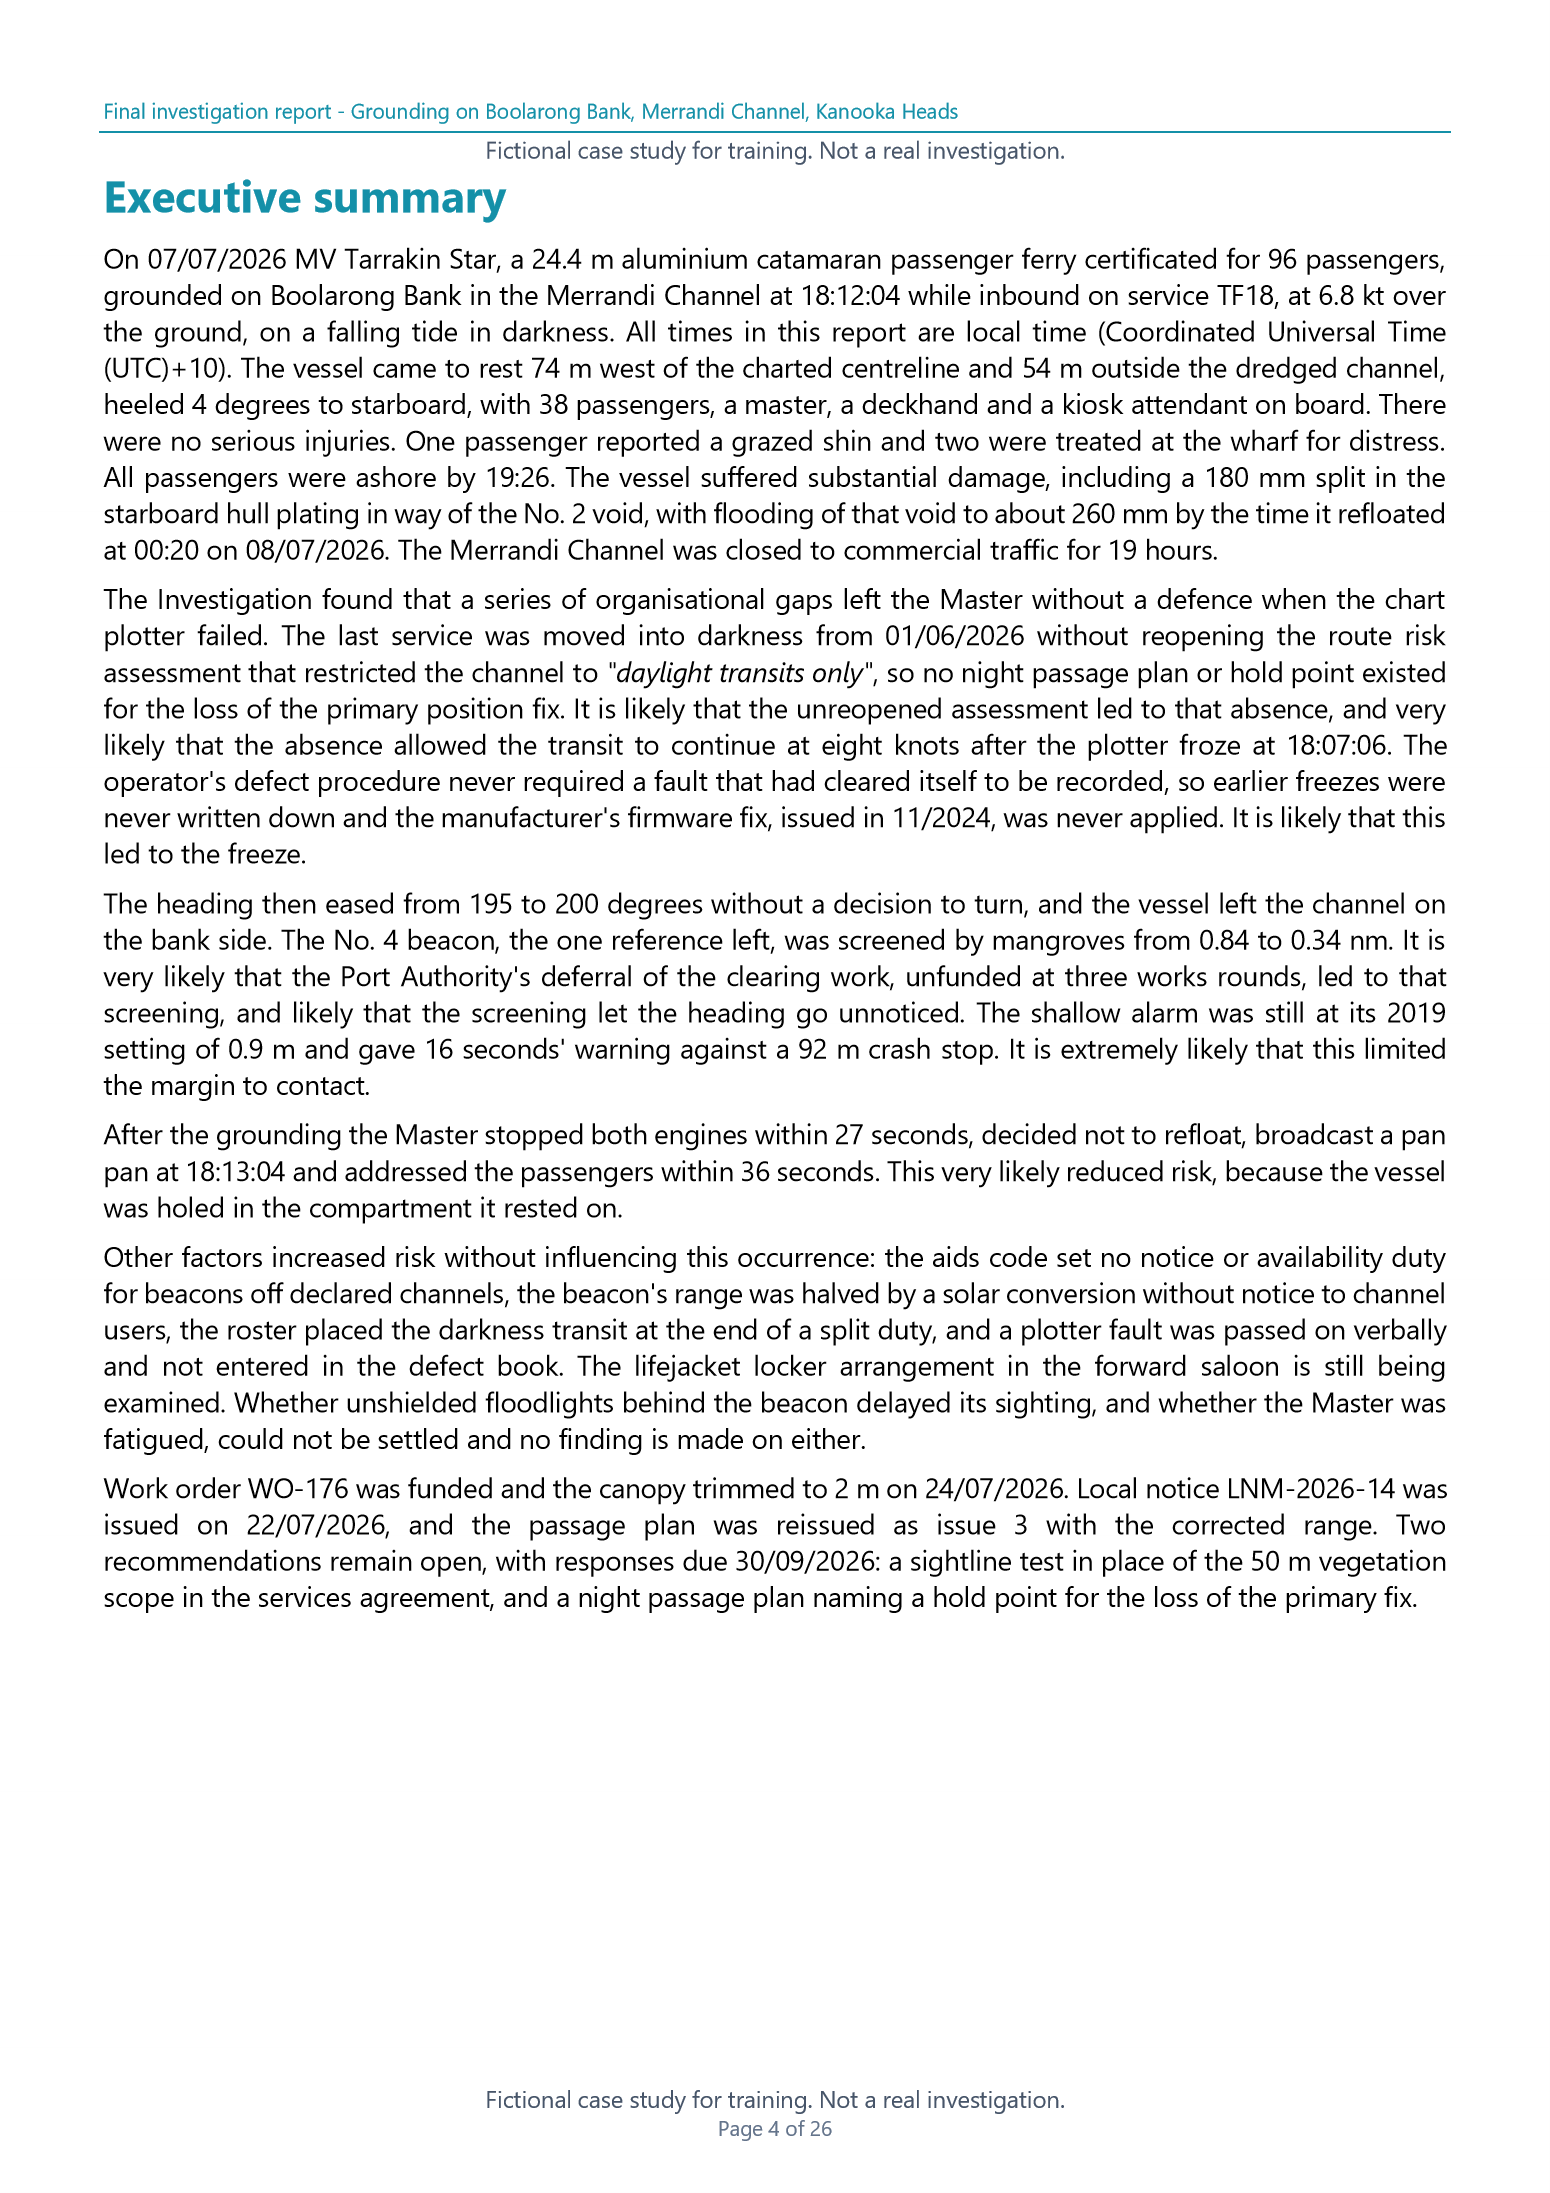 Final investigation report - Grounding on Boolarong Bank, Merrandi Channel, Kanooka Heads
Fictional case study for training. Not a real investigation.
Executive summary
On 07/07/2026 MV Tarrakin Star, a 24.4 m aluminium catamaran passenger ferry certificated for 96 passengers,
grounded on Boolarong Bank in the Merrandi Channel at 18:12:04 while inbound on service TF18, at 6.8 kt over
the ground, on a falling tide in darkness. All times in this report are local time (Coordinated Universal Time
(UTC)+10). The vessel came to rest 74 m west of the charted centreline and 54 m outside the dredged channel,
heeled 4 degrees to starboard, with 38 passengers, a master, a deckhand and a kiosk attendant on board. There
were no serious injuries. One passenger reported a grazed shin and two were treated at the wharf for distress.
All passengers were ashore by 19:26. The vessel suffered substantial damage, including a 180 mm split in the
starboard hull plating in way of the No. 2 void, with flooding of that void to about 260 mm by the time it refloated
at 00:20 on 08/07/2026. The Merrandi Channel was closed to commercial traffic for 19 hours.
The Investigation found that a series of organisational gaps left the Master without a defence when the chart
plotter failed. The last service was moved into darkness from 01/06/2026 without reopening the route risk
assessment that restricted the channel to "daylight transits only", so no night passage plan or hold point existed
for the loss of the primary position fix. It is likely that the unreopened assessment led to that absence, and very
likely that the absence allowed the transit to continue at eight knots after the plotter froze at 18:07:06. The
operator's defect procedure never required a fault that had cleared itself to be recorded, so earlier freezes were
never written down and the manufacturer's firmware fix, issued in 11/2024, was never applied. It is likely that this
led to the freeze.
The heading then eased from 195 to 200 degrees without a decision to turn, and the vessel left the channel on
the bank side. The No. 4 beacon, the one reference left, was screened by mangroves from 0.84 to 0.34 nm. It is
very likely that the Port Authority's deferral of the clearing work, unfunded at three works rounds, led to that
screening, and likely that the screening let the heading go unnoticed. The shallow alarm was still at its 2019
setting of 0.9 m and gave 16 seconds' warning against a 92 m crash stop. It is extremely likely that this limited
the margin to contact.
After the grounding the Master stopped both engines within 27 seconds, decided not to refloat, broadcast a pan
pan at 18:13:04 and addressed the passengers within 36 seconds. This very likely reduced risk, because the vessel
was holed in the compartment it rested on.
Other factors increased risk without influencing this occurrence: the aids code set no notice or availability duty
for beacons off declared channels, the beacon's range was halved by a solar conversion without notice to channel
users, the roster placed the darkness transit at the end of a split duty, and a plotter fault was passed on verbally
and not entered in the defect book. The lifejacket locker arrangement in the forward saloon is still being
examined. Whether unshielded floodlights behind the beacon delayed its sighting, and whether the Master was
fatigued, could not be settled and no finding is made on either.
Work order WO-176 was funded and the canopy trimmed to 2 m on 24/07/2026. Local notice LNM-2026-14 was
issued on 22/07/2026, and the passage plan was reissued as issue 3 with the corrected range. Two
recommendations remain open, with responses due 30/09/2026: a sightline test in place of the 50 m vegetation
scope in the services agreement, and a night passage plan naming a hold point for the loss of the primary fix.
Fictional case study for training. Not a real investigation.
Page 4 of 26